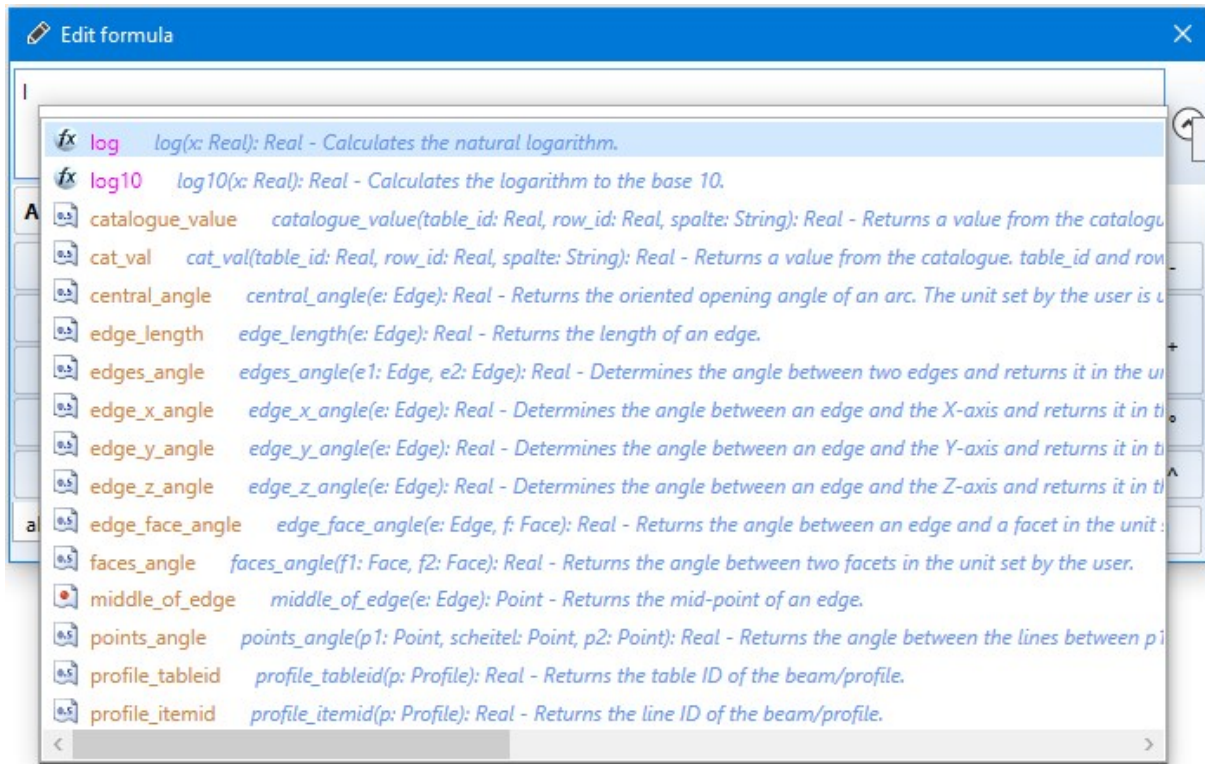 Edit formula
l
log log(x: Real): Real - Calculates the natural logarithm.
log10 log10(x: Real): Real - Calculates the logarithm to the base 10.
A
catalogue_value catalogue_value(table_id: Real, row_id: Real, spalte: String): Real - Returns a value from the catalogu
cat_val cat_val(table_id: Real, row_id: Real, spalte: String): Real - Returns a value from the catalogue. table_id and row
-
central_angle central_angle(e: Edge): Real - Returns the oriented opening angle of an arc. The unit set by the user is u
edge_length edge_length(e: Edge): Real - Returns the length of an edge.
+
edges_angle edges_angle(e1: Edge, e2: Edge): Real - Determines the angle between two edges and returns it in the un
edge_x_angle edge_x_angle(e: Edge): Real - Determines the angle between an edge and the X-axis and returns it in th
°
edge_y_angle edge_y_angle(e: Edge): Real - Determines the angle between an edge and the Y-axis and returns it in th
^
edge_z_angle edge_z_angle(e: Edge): Real - Determines the angle between an edge and the Z-axis and returns it in th
edge_face_angle edge_face_angle(e: Edge, f: Face): Real - Returns the angle between an edge and a facet in the unit
faces_angle faces_angle(f1: Face, f2: Face): Real - Returns the angle between two facets in the unit set by the user.
middle_of_edge middle_of_edge(e: Edge): Point - Returns the mid-point of an edge.
points_angle points_angle(p1: Point, scheitel: Point, p2: Point): Real - Returns the angle between the lines between p1
profile_tableid profile_tableid(p: Profile): Real - Returns the table ID of the beam/profile.
profile_itemid profile_itemid(p: Profile): Real - Returns the line ID of the beam/profile.